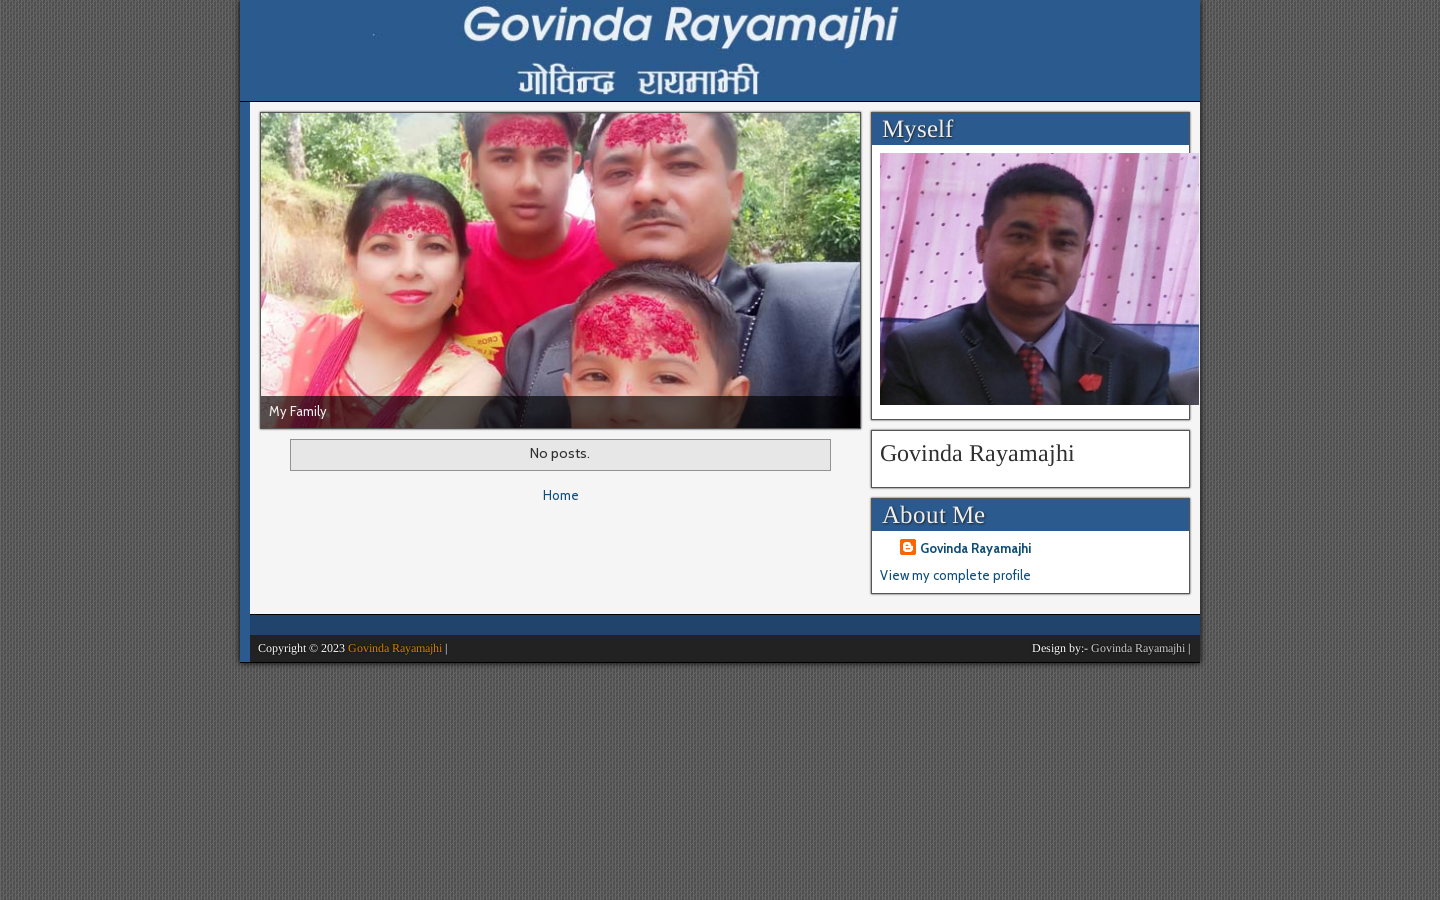 Govinda Rayamajhi
गोविन्द रायमाझी
My Family
No posts.
Home
Myself
Govinda Rayamajhi
About Me
Govinda Rayamajhi
View my complete profile
Copyright © 2023 Govinda Rayamajhi |
Design by:- Govinda Rayamajhi |